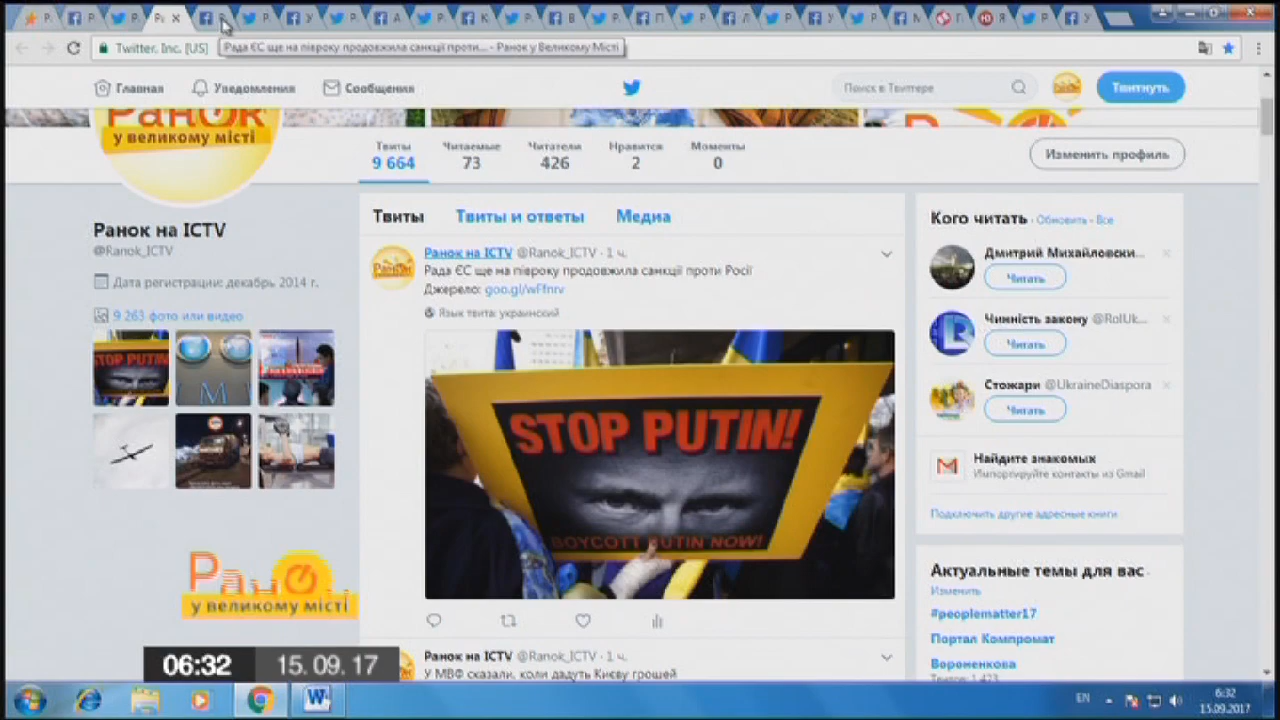 Twitter, Inc. [US]
Рада ЄС ще на півроку продовжила санкції проти... - Ранок у Великому Місті
Главная
Уведомления
Сообщения
Поиск в Твиттере
Твитнуть
Ранок
у великому місті
Твиты
9 664
Читаемые
73
Читатели
426
Нравится
2
Моменты
0
Изменить профиль
Ранок на ICTV
@Ranok_ICTV
Дата регистрации: декабрь 2014 г.
9 263 фото или видео
Твиты
Твиты и ответы
Медиа
Ранок на ICTV @Ranok_ICTV · 1 ч.
Рада ЄС ще на півроку продовжила санкції проти Росії
Джерело: goo.gl/wFfnrv
Язык твита: украинский
STOP PUTIN!
BOYCOTT PUTIN NOW!
Ранок на ICTV @Ranok_ICTV · 1 ч.
У МВФ сказали, коли дадуть Києву грошей
Кого читать · Обновить · Все
Дмитрий Михайловски...
Читать
Чинність закону @RolUk...
Читать
Стожари @UkraineDiaspora
Читать
Найдите знакомых
Импортируйте контакты из Gmail
Подключить другие адресные книги
Актуальные темы для вас ·
Изменить
#peoplematter17
Портал Компромат
Вороненкова
Твитов: 1 423
Ранок
у великому місті
06:32
15. 09. 17
EN
6:32
15.09.2017